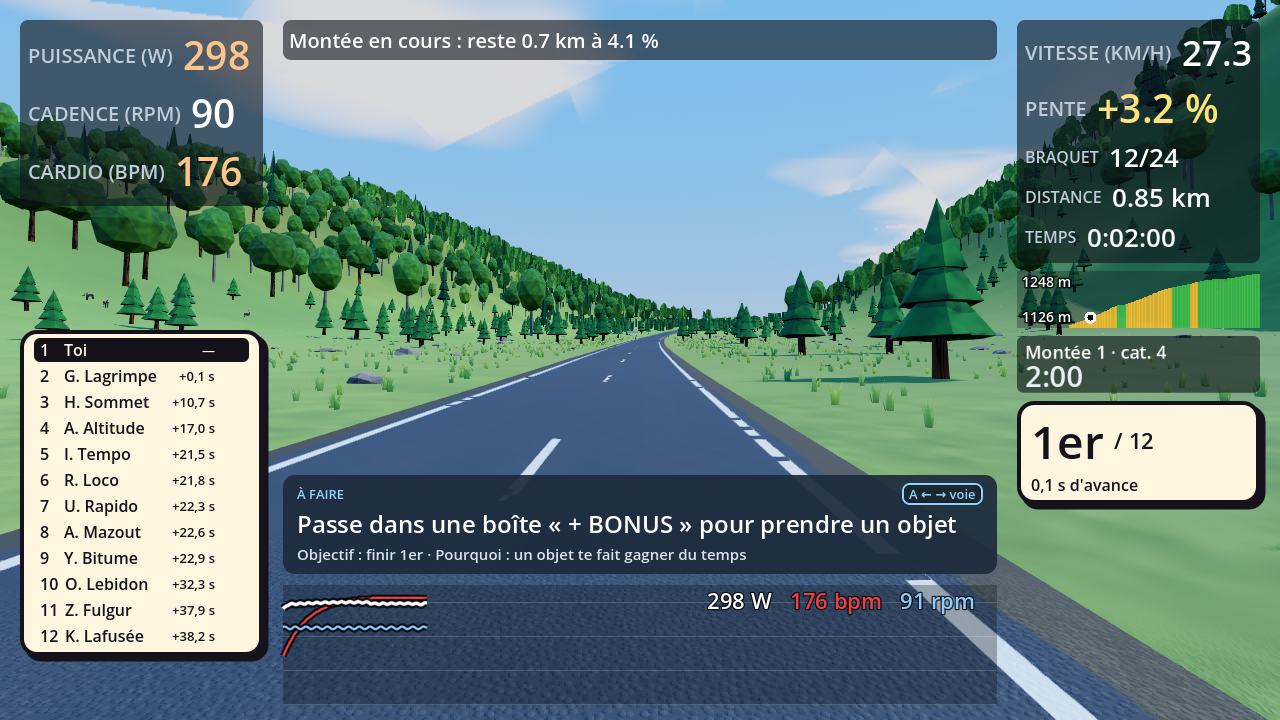 PUISSANCE (W) 298
CADENCE (RPM) 90
CARDIO (BPM) 176
Montée en cours : reste 0.7 km à 4.1 %
VITESSE (KM/H) 27.3
PENTE +3.2 %
BRAQUET 12/24
DISTANCE 0.85 km
TEMPS 0:02:00
1248 m
1126 m
Montée 1 · cat. 4
2:00
1er / 12
0,1 s d'avance
1 Toi —
2 G. Lagrimpe +0,1 s
3 H. Sommet +10,7 s
4 A. Altitude +17,0 s
5 I. Tempo +21,5 s
6 R. Loco +21,8 s
7 U. Rapido +22,3 s
8 A. Mazout +22,6 s
9 Y. Bitume +22,9 s
10 O. Lebidon +32,3 s
11 Z. Fulgur +37,9 s
12 K. Lafusée +38,2 s
À FAIRE
A ← → voie
Passe dans une boîte « + BONUS » pour prendre un objet
Objectif : finir 1er · Pourquoi : un objet te fait gagner du temps
298 W 176 bpm 91 rpm